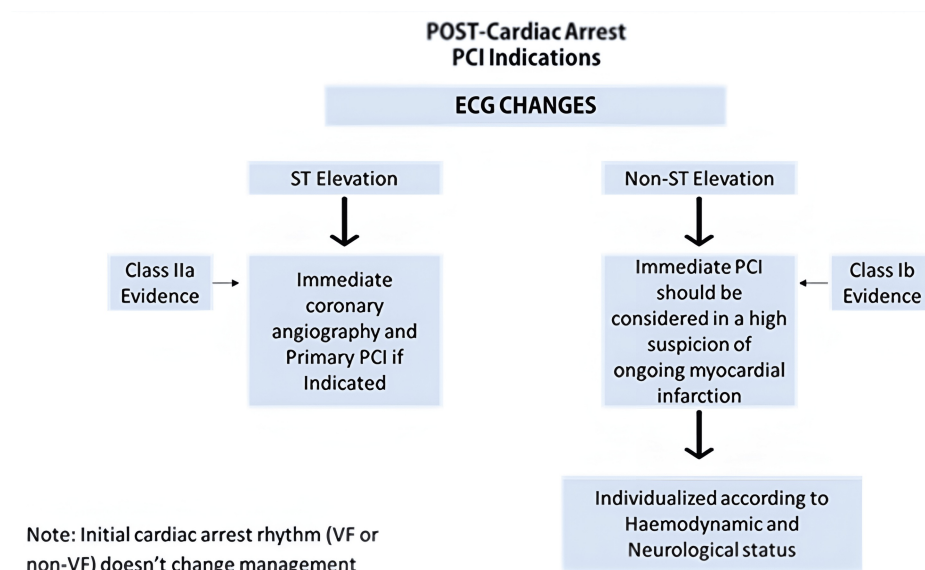 POST-Cardiac Arrest
PCI Indications
ECG CHANGES
ST Elevation
Non-ST Elevation
Class IIa
Evidence
Immediate
coronary
angiography and
Primary PCI if
Indicated
Immediate PCI
should be
considered in a high
suspicion of
ongoing myocardial
infarction
Class Ib
Evidence
Individualized according to
Haemodynamic and
Neurological status
Note: Initial cardiac arrest rhythm (VF or
non-VF) doesn't change management